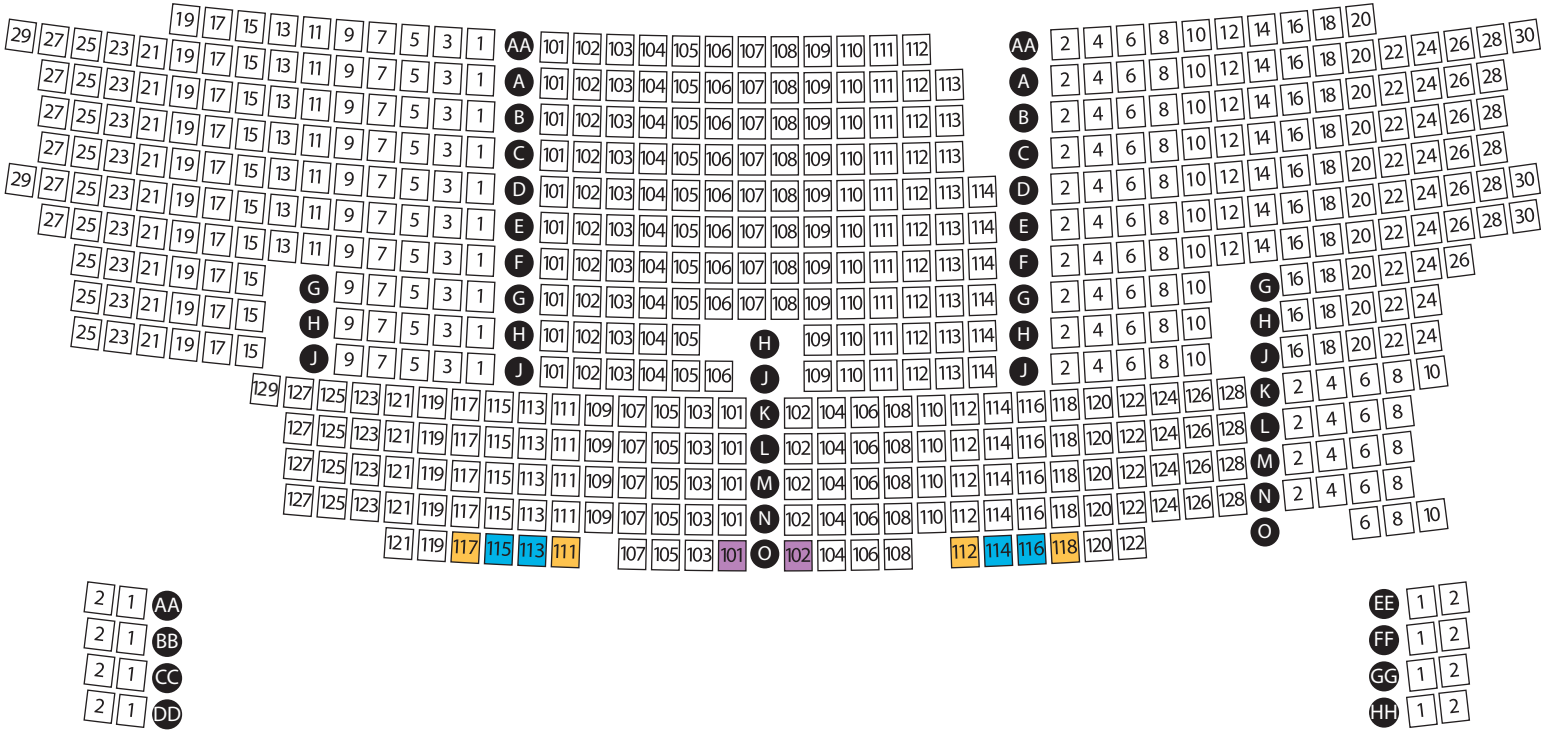 19 17 15 13 11 9 7 5 3 1 AA 101 102 103 104 105 106 107 108 109 110 111 112 AA 2 4 6 8 10 12 14 16 18 20
29 27 25 23 21 19 17 15 13 11 9 7 5 3 1 A 101 102 103 104 105 106 107 108 109 110 111 112 113 A 2 4 6 8 10 12 14 16 18 20 22 24 26 28 30
27 25 23 21 19 17 15 13 11 9 7 5 3 1 B 101 102 103 104 105 106 107 108 109 110 111 112 113 B 2 4 6 8 10 12 14 16 18 20 22 24 26 28
27 25 23 21 19 17 15 13 11 9 7 5 3 1 C 101 102 103 104 105 106 107 108 109 110 111 112 113 C 2 4 6 8 10 12 14 16 18 20 22 24 26 28
27 25 23 21 19 17 15 13 11 9 7 5 3 1 D 101 102 103 104 105 106 107 108 109 110 111 112 113 114 D 2 4 6 8 10 12 14 16 18 20 22 24 26 28
29 27 25 23 21 19 17 15 13 11 9 7 5 3 1 E 101 102 103 104 105 106 107 108 109 110 111 112 113 114 E 2 4 6 8 10 12 14 16 18 20 22 24 26 28 30
27 25 23 21 19 17 15 13 11 9 7 5 3 1 F 101 102 103 104 105 106 107 108 109 110 111 112 113 114 F 2 4 6 8 10 12 14 16 18 20 22 24 26 28 30
25 23 21 19 17 15 G 9 7 5 3 1 G 101 102 103 104 105 106 107 108 109 110 111 112 113 114 G 2 4 6 8 10 G 16 18 20 22 24 26
25 23 21 19 17 15 H 9 7 5 3 1 H 101 102 103 104 105 H 109 110 111 112 113 114 H 2 4 6 8 10 H 16 18 20 22 24
25 23 21 19 17 15 J 9 7 5 3 1 J 101 102 103 104 105 106 J 109 110 111 112 113 114 J 2 4 6 8 10 J 16 18 20 22 24
129 127 125 123 121 119 117 115 113 111 109 107 105 103 101 K 102 104 106 108 110 112 114 116 118 120 122 124 126 128 K 2 4 6 8 10
127 125 123 121 119 117 115 113 111 109 107 105 103 101 L 102 104 106 108 110 112 114 116 118 120 122 124 126 128 L 2 4 6 8
127 125 123 121 119 117 115 113 111 109 107 105 103 101 M 102 104 106 108 110 112 114 116 118 120 122 124 126 128 M 2 4 6 8
127 125 123 121 119 117 115 113 111 109 107 105 103 101 N 102 104 106 108 110 112 114 116 118 120 122 124 126 128 N 2 4 6 8
121 119 117 115 113 111 107 105 103 101 O 102 104 106 108 112 114 116 118 120 122 O 6 8 10
2 1 AA EE 1 2
2 1 BB FF 1 2
2 1 CC GG 1 2
2 1 DD HH 1 2